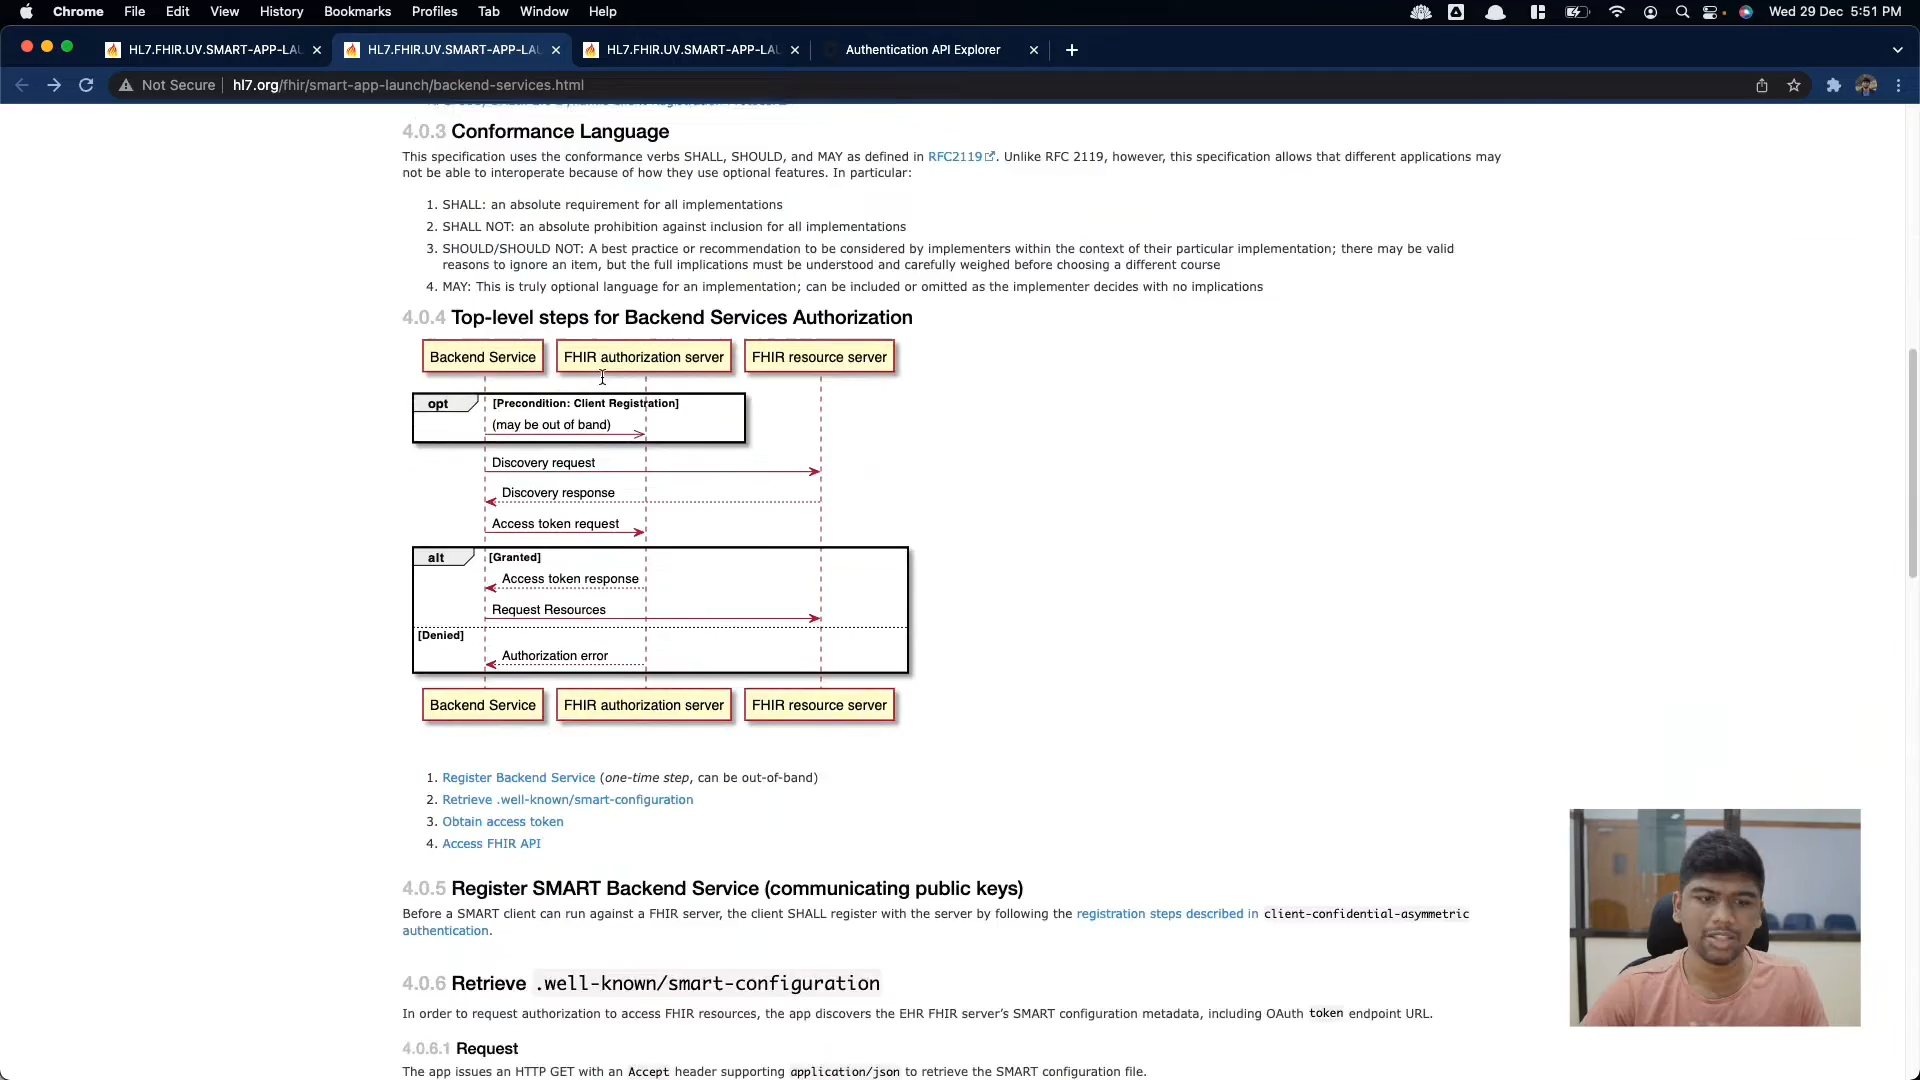 Chrome File Edit View History Bookmarks Profiles Tab Window Help Wed 29 Dec 5:51 PM
HL7.FHIR.UV.SMART-APP-LAU HL7.FHIR.UV.SMART-APP-LAU HL7.FHIR.UV.SMART-APP-LAU Authentication API Explorer
Not Secure hl7.org/fhir/smart-app-launch/backend-services.html
4.0.3 Conformance Language
This specification uses the conformance verbs SHALL, SHOULD, and MAY as defined in RFC2119. Unlike RFC 2119, however, this specification allows that different applications may
not be able to interoperate because of how they use optional features. In particular:
1. SHALL: an absolute requirement for all implementations
2. SHALL NOT: an absolute prohibition against inclusion for all implementations
3. SHOULD/SHOULD NOT: A best practice or recommendation to be considered by implementers within the context of their particular implementation; there may be valid
reasons to ignore an item, but the full implications must be understood and carefully weighed before choosing a different course
4. MAY: This is truly optional language for an implementation; can be included or omitted as the implementer decides with no implications
4.0.4 Top-level steps for Backend Services Authorization
Backend Service FHIR authorization server FHIR resource server
opt [Precondition: Client Registration]
(may be out of band)
Discovery request
Discovery response
Access token request
alt [Granted]
Access token response
Request Resources
[Denied]
Authorization error
Backend Service FHIR authorization server FHIR resource server
1. Register Backend Service (one-time step, can be out-of-band)
2. Retrieve .well-known/smart-configuration
3. Obtain access token
4. Access FHIR API
4.0.5 Register SMART Backend Service (communicating public keys)
Before a SMART client can run against a FHIR server, the client SHALL register with the server by following the registration steps described in client-confidential-asymmetric
authentication.
4.0.6 Retrieve .well-known/smart-configuration
In order to request authorization to access FHIR resources, the app discovers the EHR FHIR server's SMART configuration metadata, including OAuth token endpoint URL.
4.0.6.1 Request
The app issues an HTTP GET with an Accept header supporting application/json to retrieve the SMART configuration file.